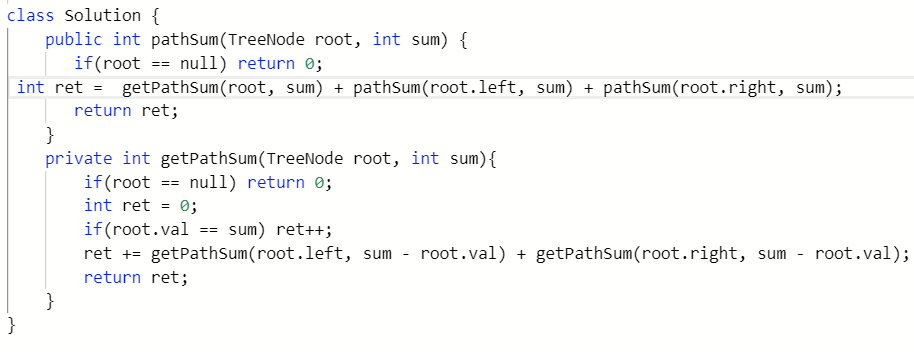 class Solution {
    public int pathSum(TreeNode root, int sum) {
       if(root == null) return 0;
 int ret =  getPathSum(root, sum) + pathSum(root.left, sum) + pathSum(root.right, sum);
       return ret;
    }
    private int getPathSum(TreeNode root, int sum){
        if(root == null) return 0;
        int ret = 0;
        if(root.val == sum) ret++;
        ret += getPathSum(root.left, sum - root.val) + getPathSum(root.right, sum - root.val);
        return ret;
    }
}